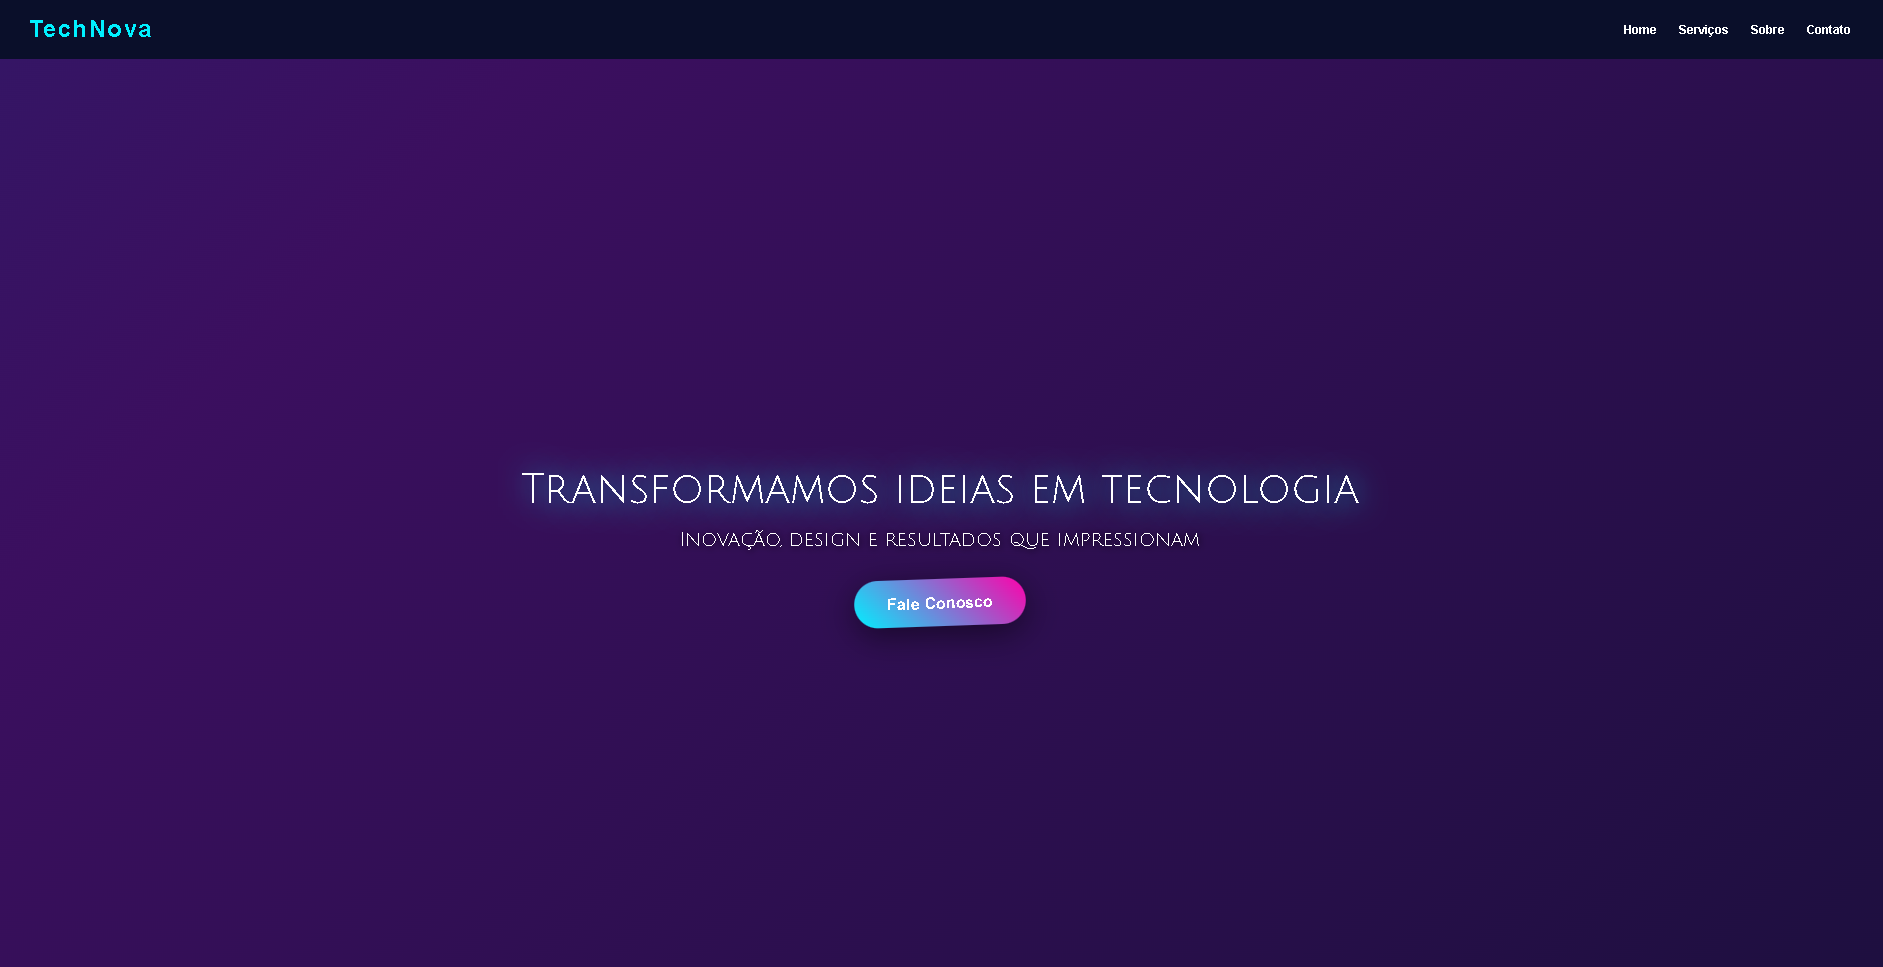 TechNova
Home Serviços Sobre Contato
Transformamos ideias em tecnologia
Inovação, design e resultados que impressionam
Fale Conosco